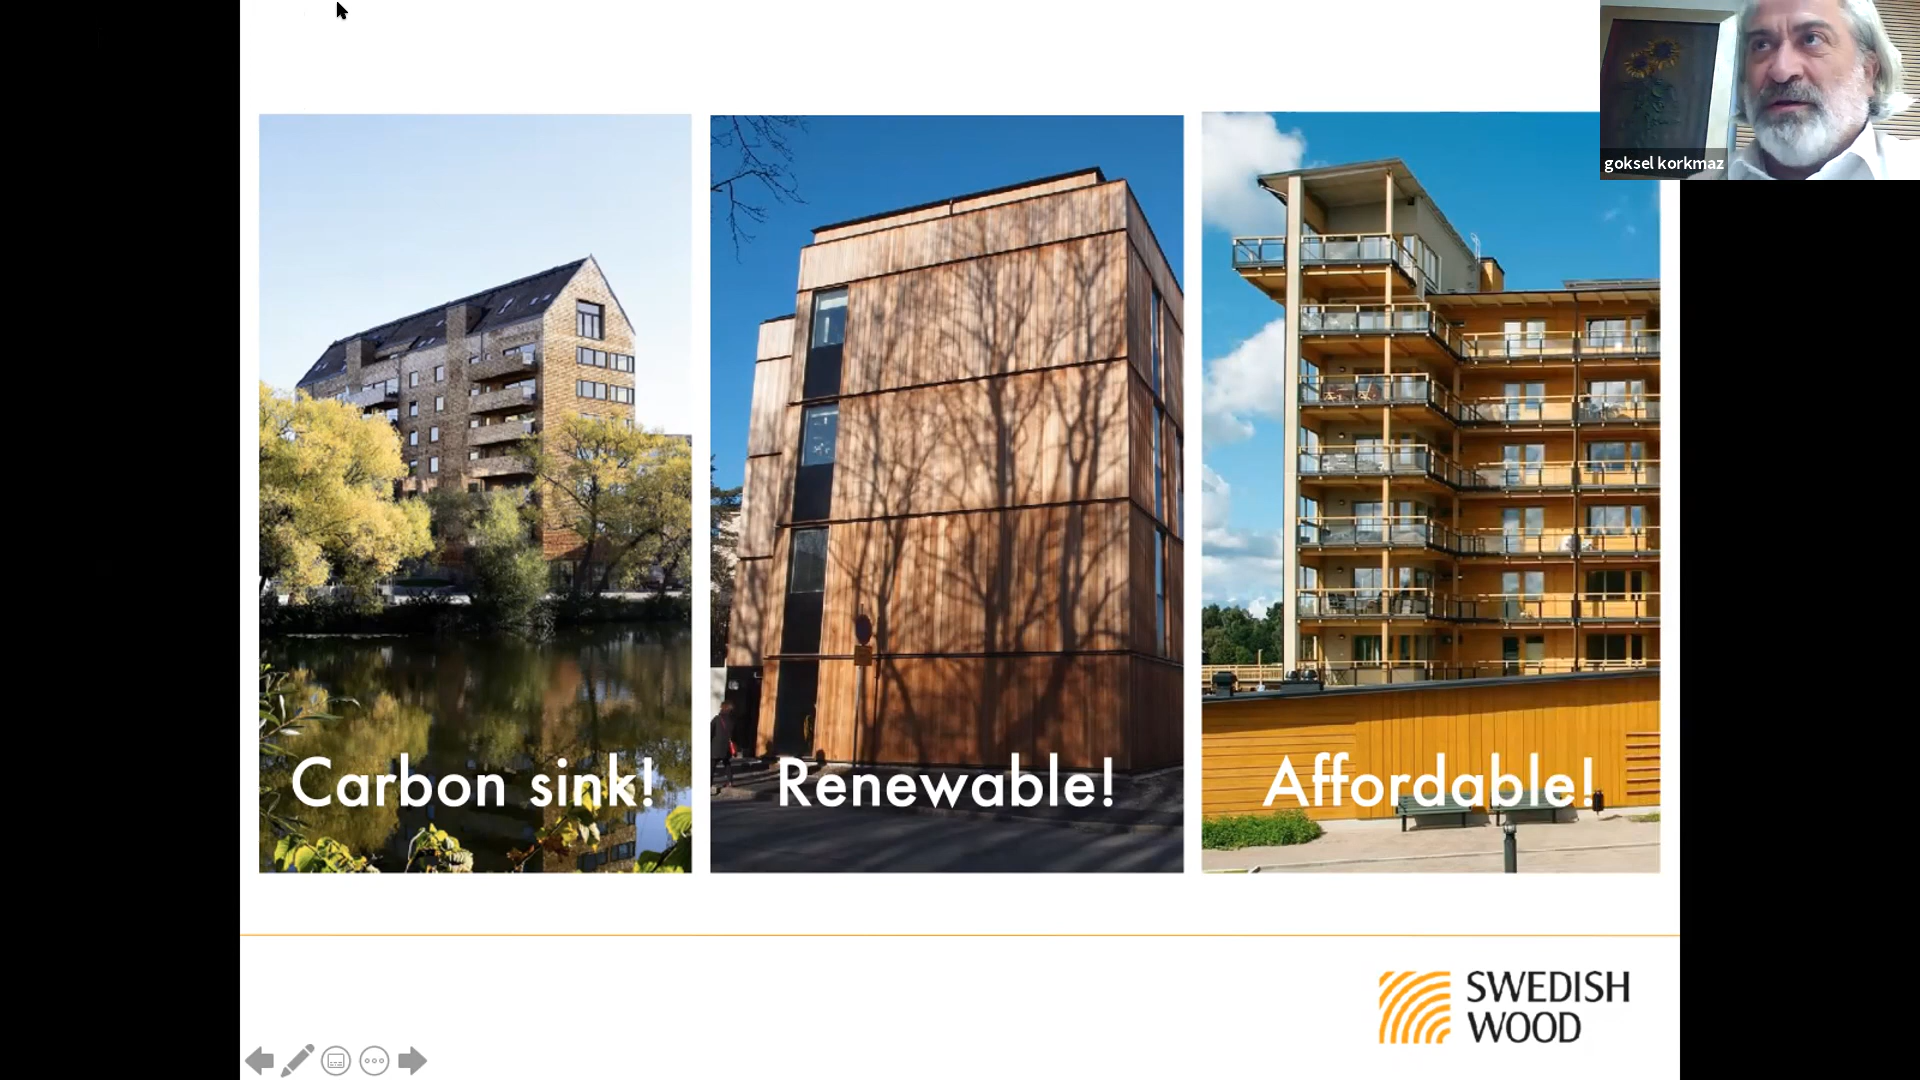 goksel korkmaz
Carbon sink!
Renewable!
Affordable!
SWEDISH
WOOD